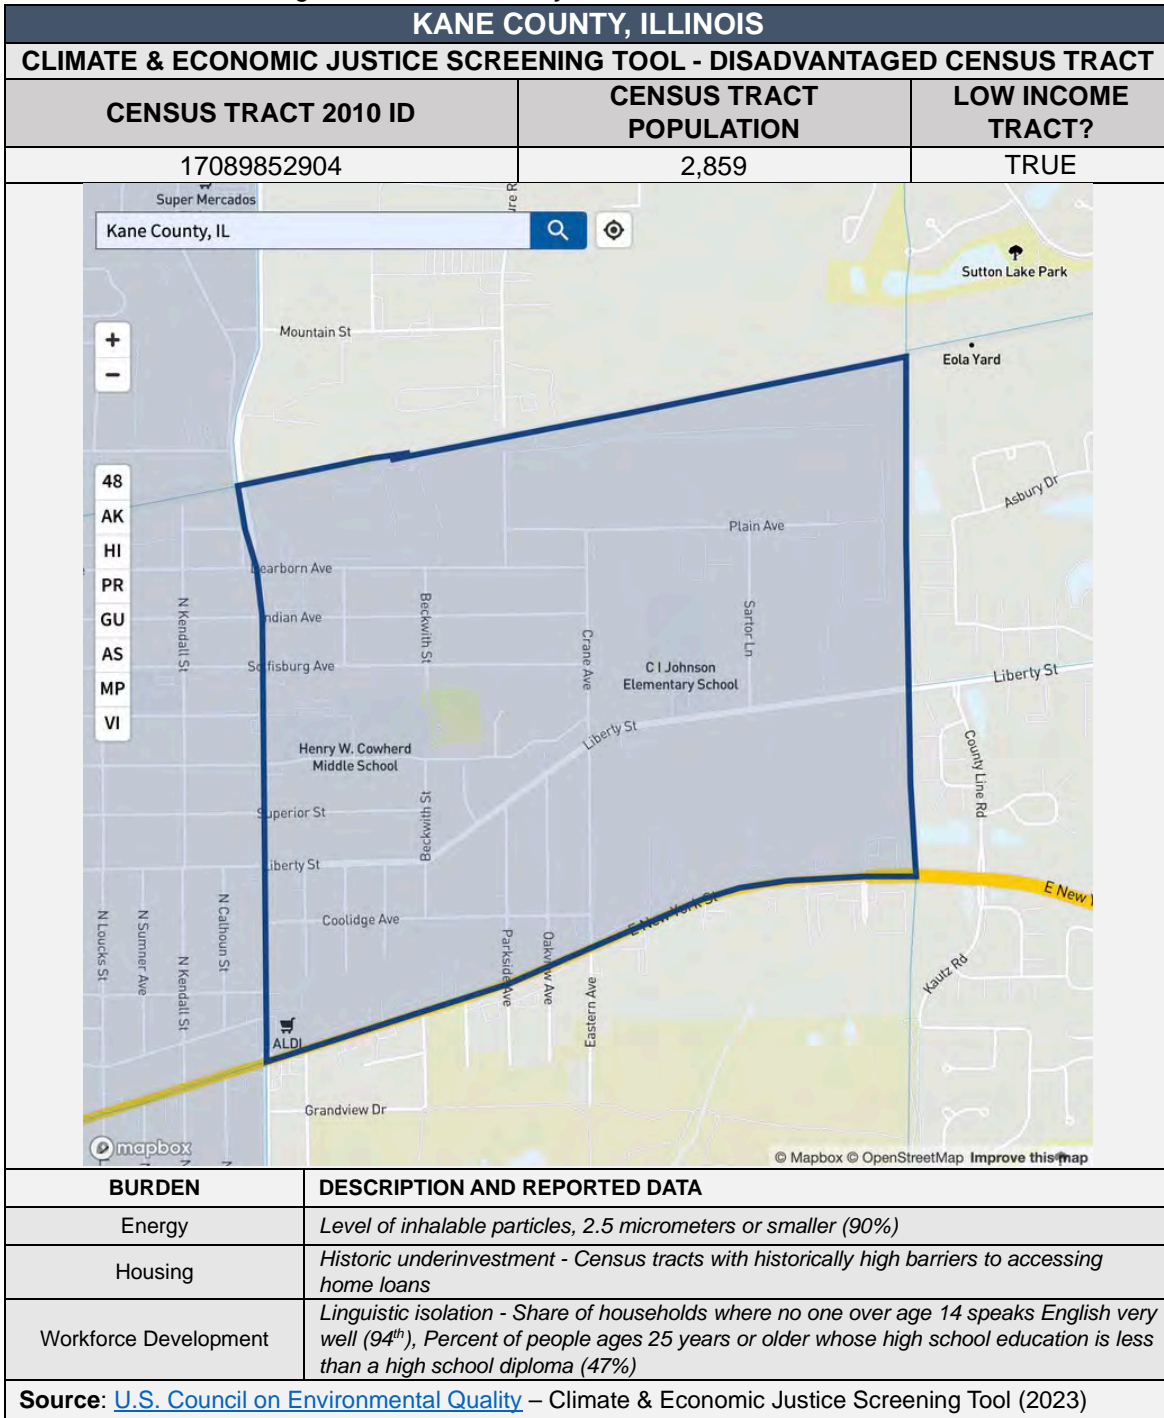 KANE COUNTY, ILLINOIS
CLIMATE & ECONOMIC JUSTICE SCREENING TOOL - DISADVANTAGED CENSUS TRACT
CENSUS TRACT 2010 ID
CENSUS TRACT
POPULATION
LOW INCOME
TRACT?
17089852904
2,859
TRUE
Super Mercados
Kane County, IL
Sutton Lake Park
Mountain St
+
−
Eola Yard
48
AK
HI
PR
GU
AS
MP
VI
Asbury Dr
Plain Ave
Dearborn Ave
Indian Ave
N Kendall St
Beckwith St
Sartor Ln
Crane Ave
Solfisburg Ave
C I Johnson
Elementary School
Liberty St
Liberty St
Henry W. Cowherd
Middle School
County Line Rd
Superior St
Beckwith St
Liberty St
E New
E New York St
N Loucks St
N Sumner Ave
N Kendall St
N Calhoun St
Coolidge Ave
Parkside Ave
Oakview Ave
Eastern Ave
Kautz Rd
ALDI
Grandview Dr
mapbox
© Mapbox © OpenStreetMap Improve this map
BURDEN
DESCRIPTION AND REPORTED DATA
Energy
Level of inhalable particles, 2.5 micrometers or smaller (90%)
Housing
Historic underinvestment - Census tracts with historically high barriers to accessing
home loans
Workforce Development
Linguistic isolation - Share of households where no one over age 14 speaks English very
well (94th), Percent of people ages 25 years or older whose high school education is less
than a high school diploma (47%)
Source: U.S. Council on Environmental Quality – Climate & Economic Justice Screening Tool (2023)